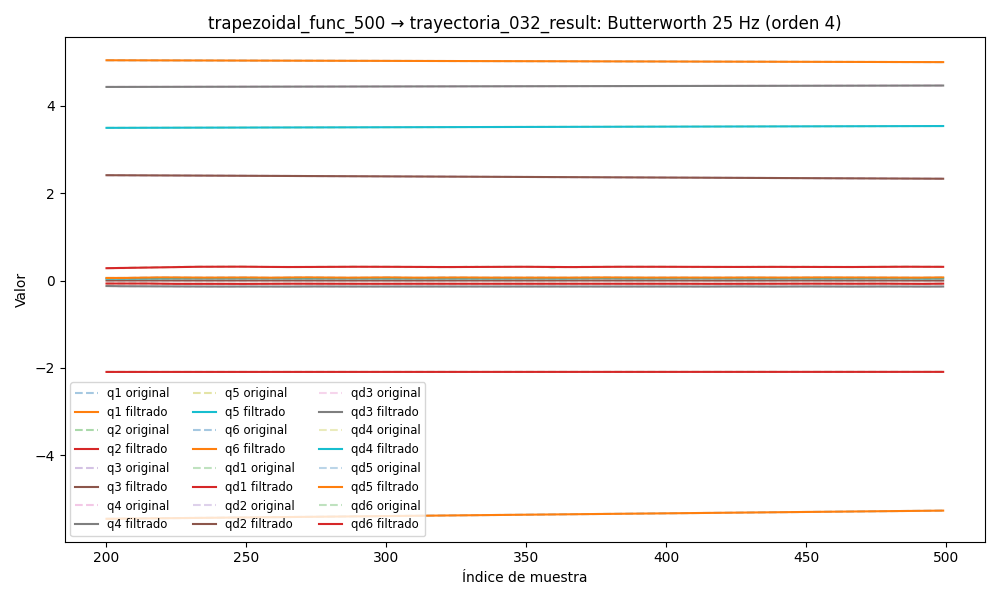 trapezoidal_func_500 → trayectoria_032_result: Butterworth 25 Hz (orden 4)
Valor
4
2
0
−2
−4
q1 original
q1 filtrado
q2 original
q2 filtrado
q3 original
q3 filtrado
q4 original
q4 filtrado
q5 original
q5 filtrado
q6 original
q6 filtrado
qd1 original
qd1 filtrado
qd2 original
qd2 filtrado
qd3 original
qd3 filtrado
qd4 original
qd4 filtrado
qd5 original
qd5 filtrado
qd6 original
qd6 filtrado
200
250
300
350
400
450
500
Índice de muestra